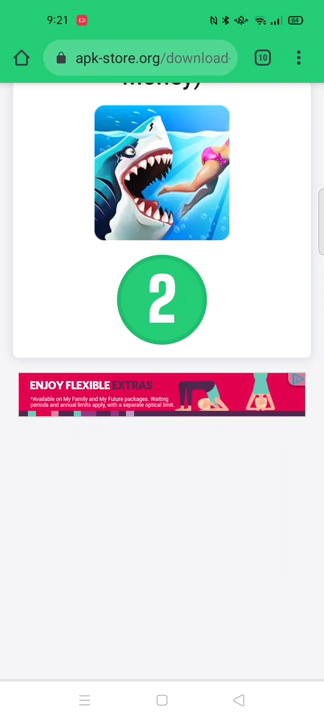 9:21
64
apk-store.org/download-
10
money)
2
ENJOY FLEXIBLE EXTRAS
*Available on My Family and My Future packages. Waiting
periods and annual limits apply, with a separate optical limit.